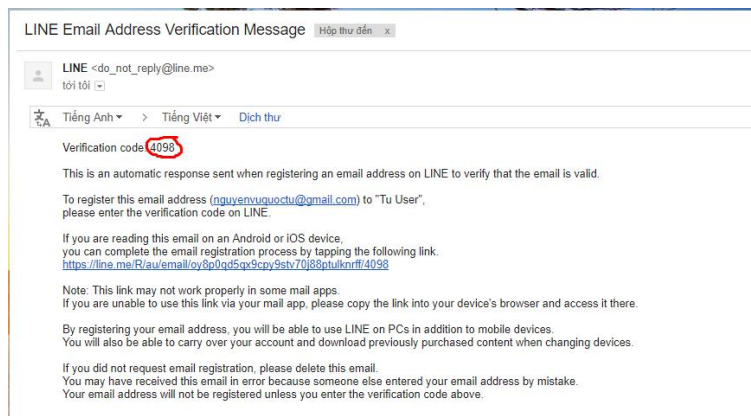 LINE Email Address Verification Message Hộp thư đến x
LINE <do_not_reply@line.me>
tới tôi
Tiếng Anh > Tiếng Việt Dịch thư
Verification code: 4098
This is an automatic response sent when registering an email address on LINE to verify that the email is valid.
To register this email address (nguyenvuquoctu@gmail.com) to "Tu User",
please enter the verification code on LINE.
If you are reading this email on an Android or iOS device,
you can complete the email registration process by tapping the following link.
https://line.me/R/au/email/oy8p0qd5qx9cpy9stv70j88ptulknrff/4098
Note: This link may not work properly in some mail apps.
If you are unable to use this link via your mail app, please copy the link into your device's browser and access it there.
By registering your email address, you will be able to use LINE on PCs in addition to mobile devices.
You will also be able to carry over your account and download previously purchased content when changing devices.
If you did not request email registration, please delete this email.
You may have received this email in error because someone else entered your email address by mistake.
Your email address will not be registered unless you enter the verification code above.